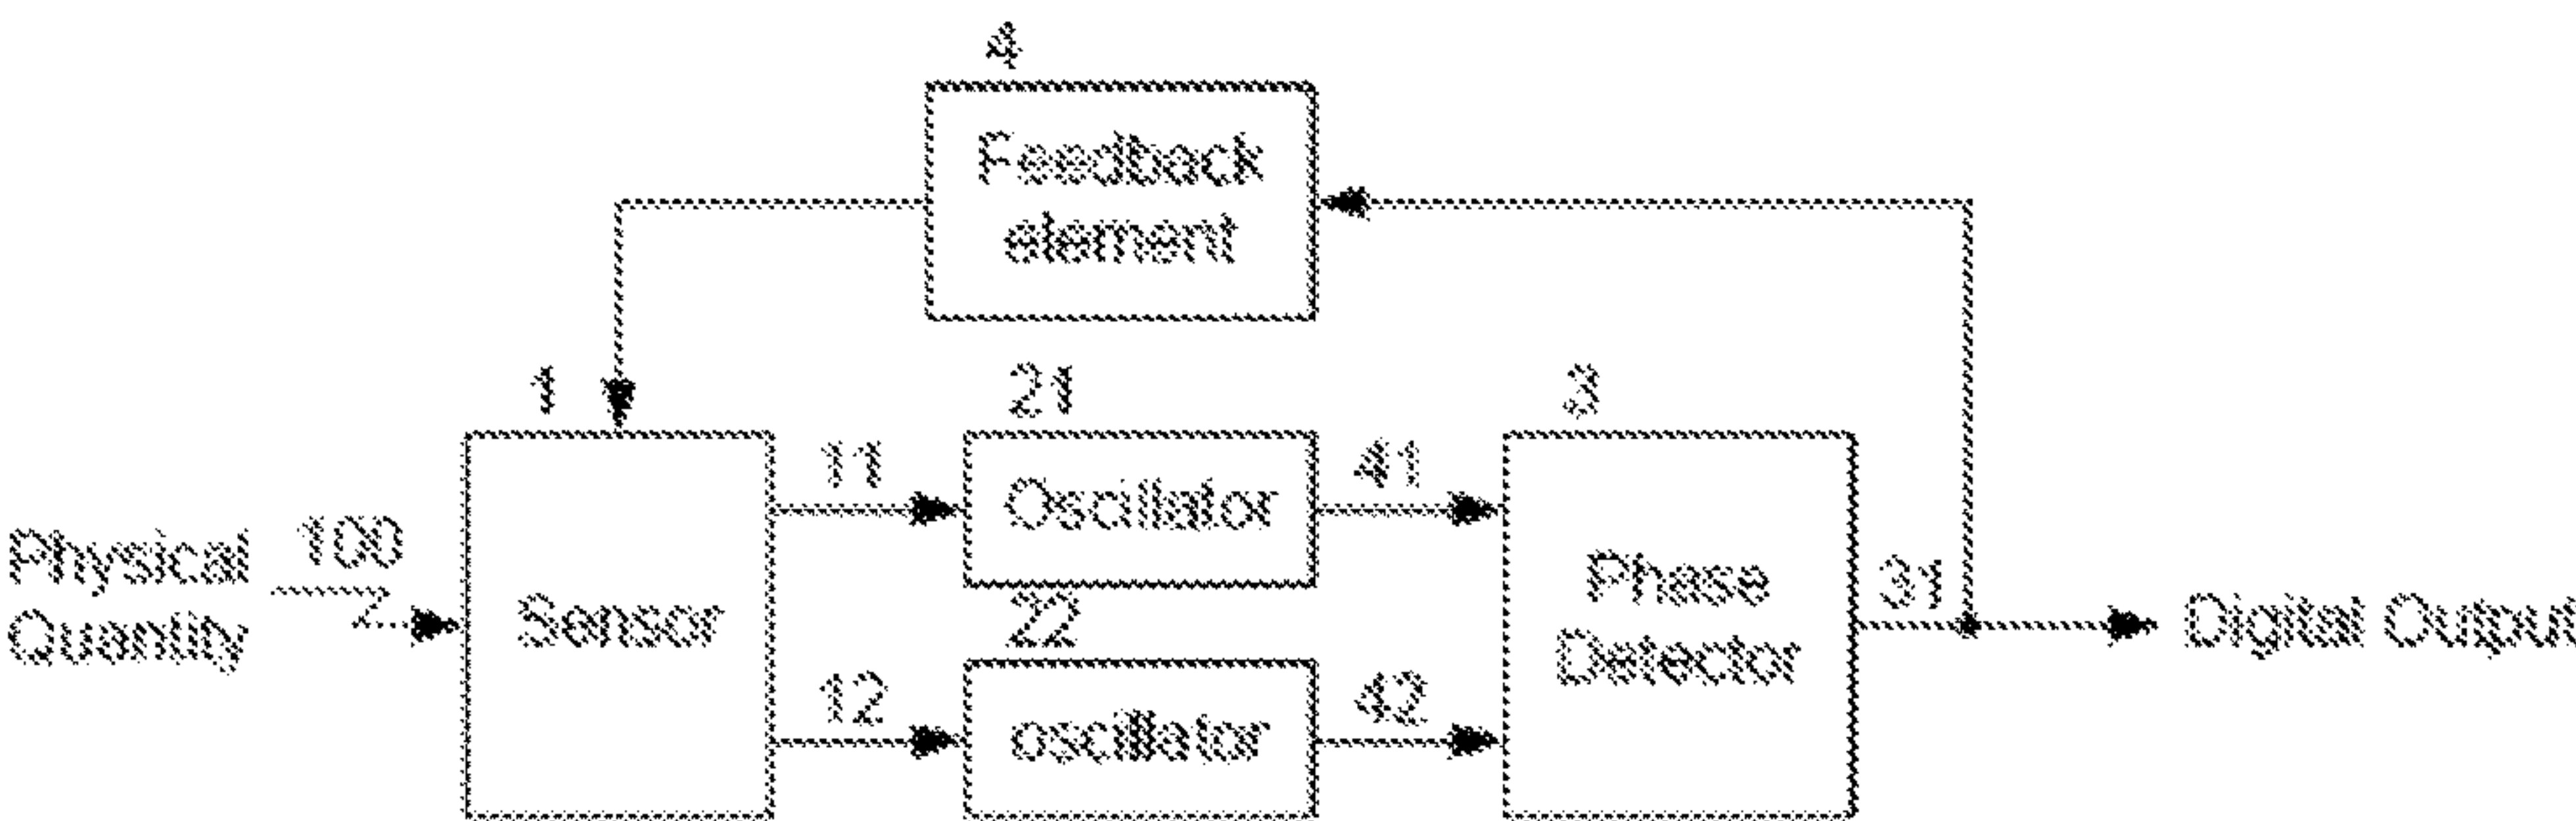 4
Feedback
element
1
21
3
11
41
Oscillator
Physical
Quantity
100
Sensor
22
Phase
Detector
31
Digital Output
12
42
oscillator